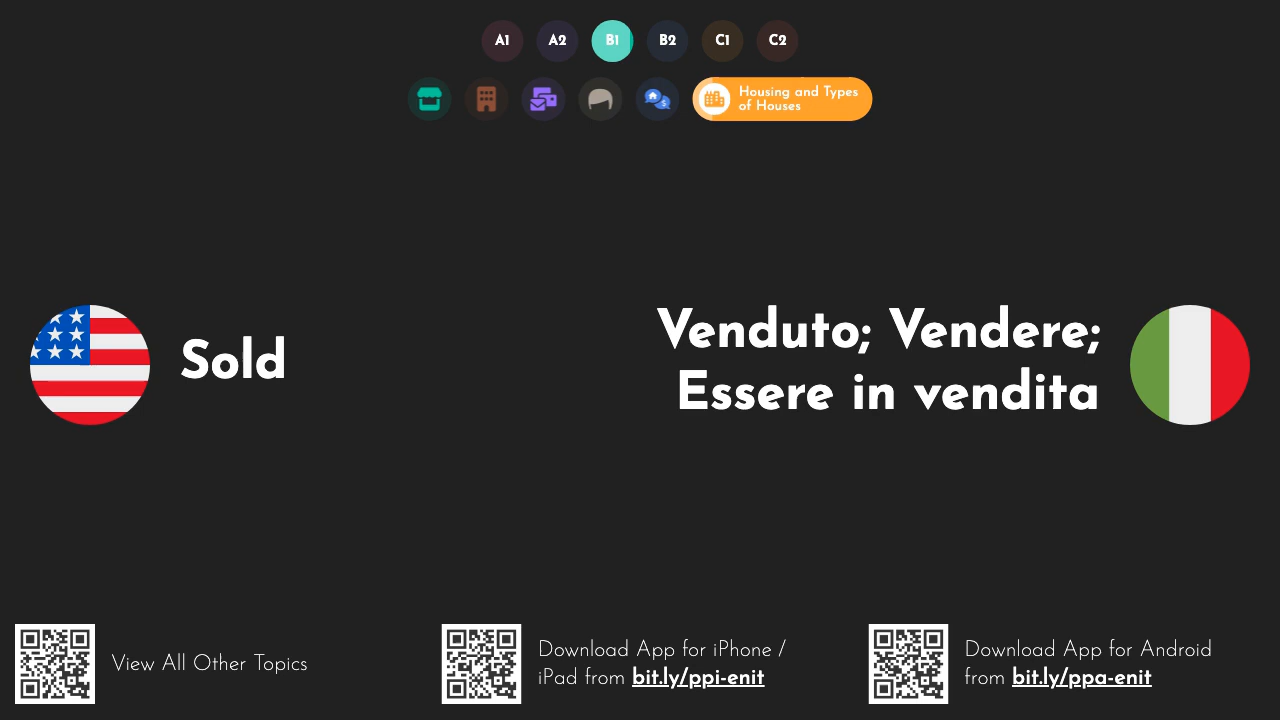 A1 A2 B1 B2 C1 C2
Housing and Types
of Houses
Sold
Venduto; Vendere;
Essere in vendita
View All Other Topics
Download App for iPhone /
iPad from bit.ly/ppi-enit
Download App for Android
from bit.ly/ppa-enit